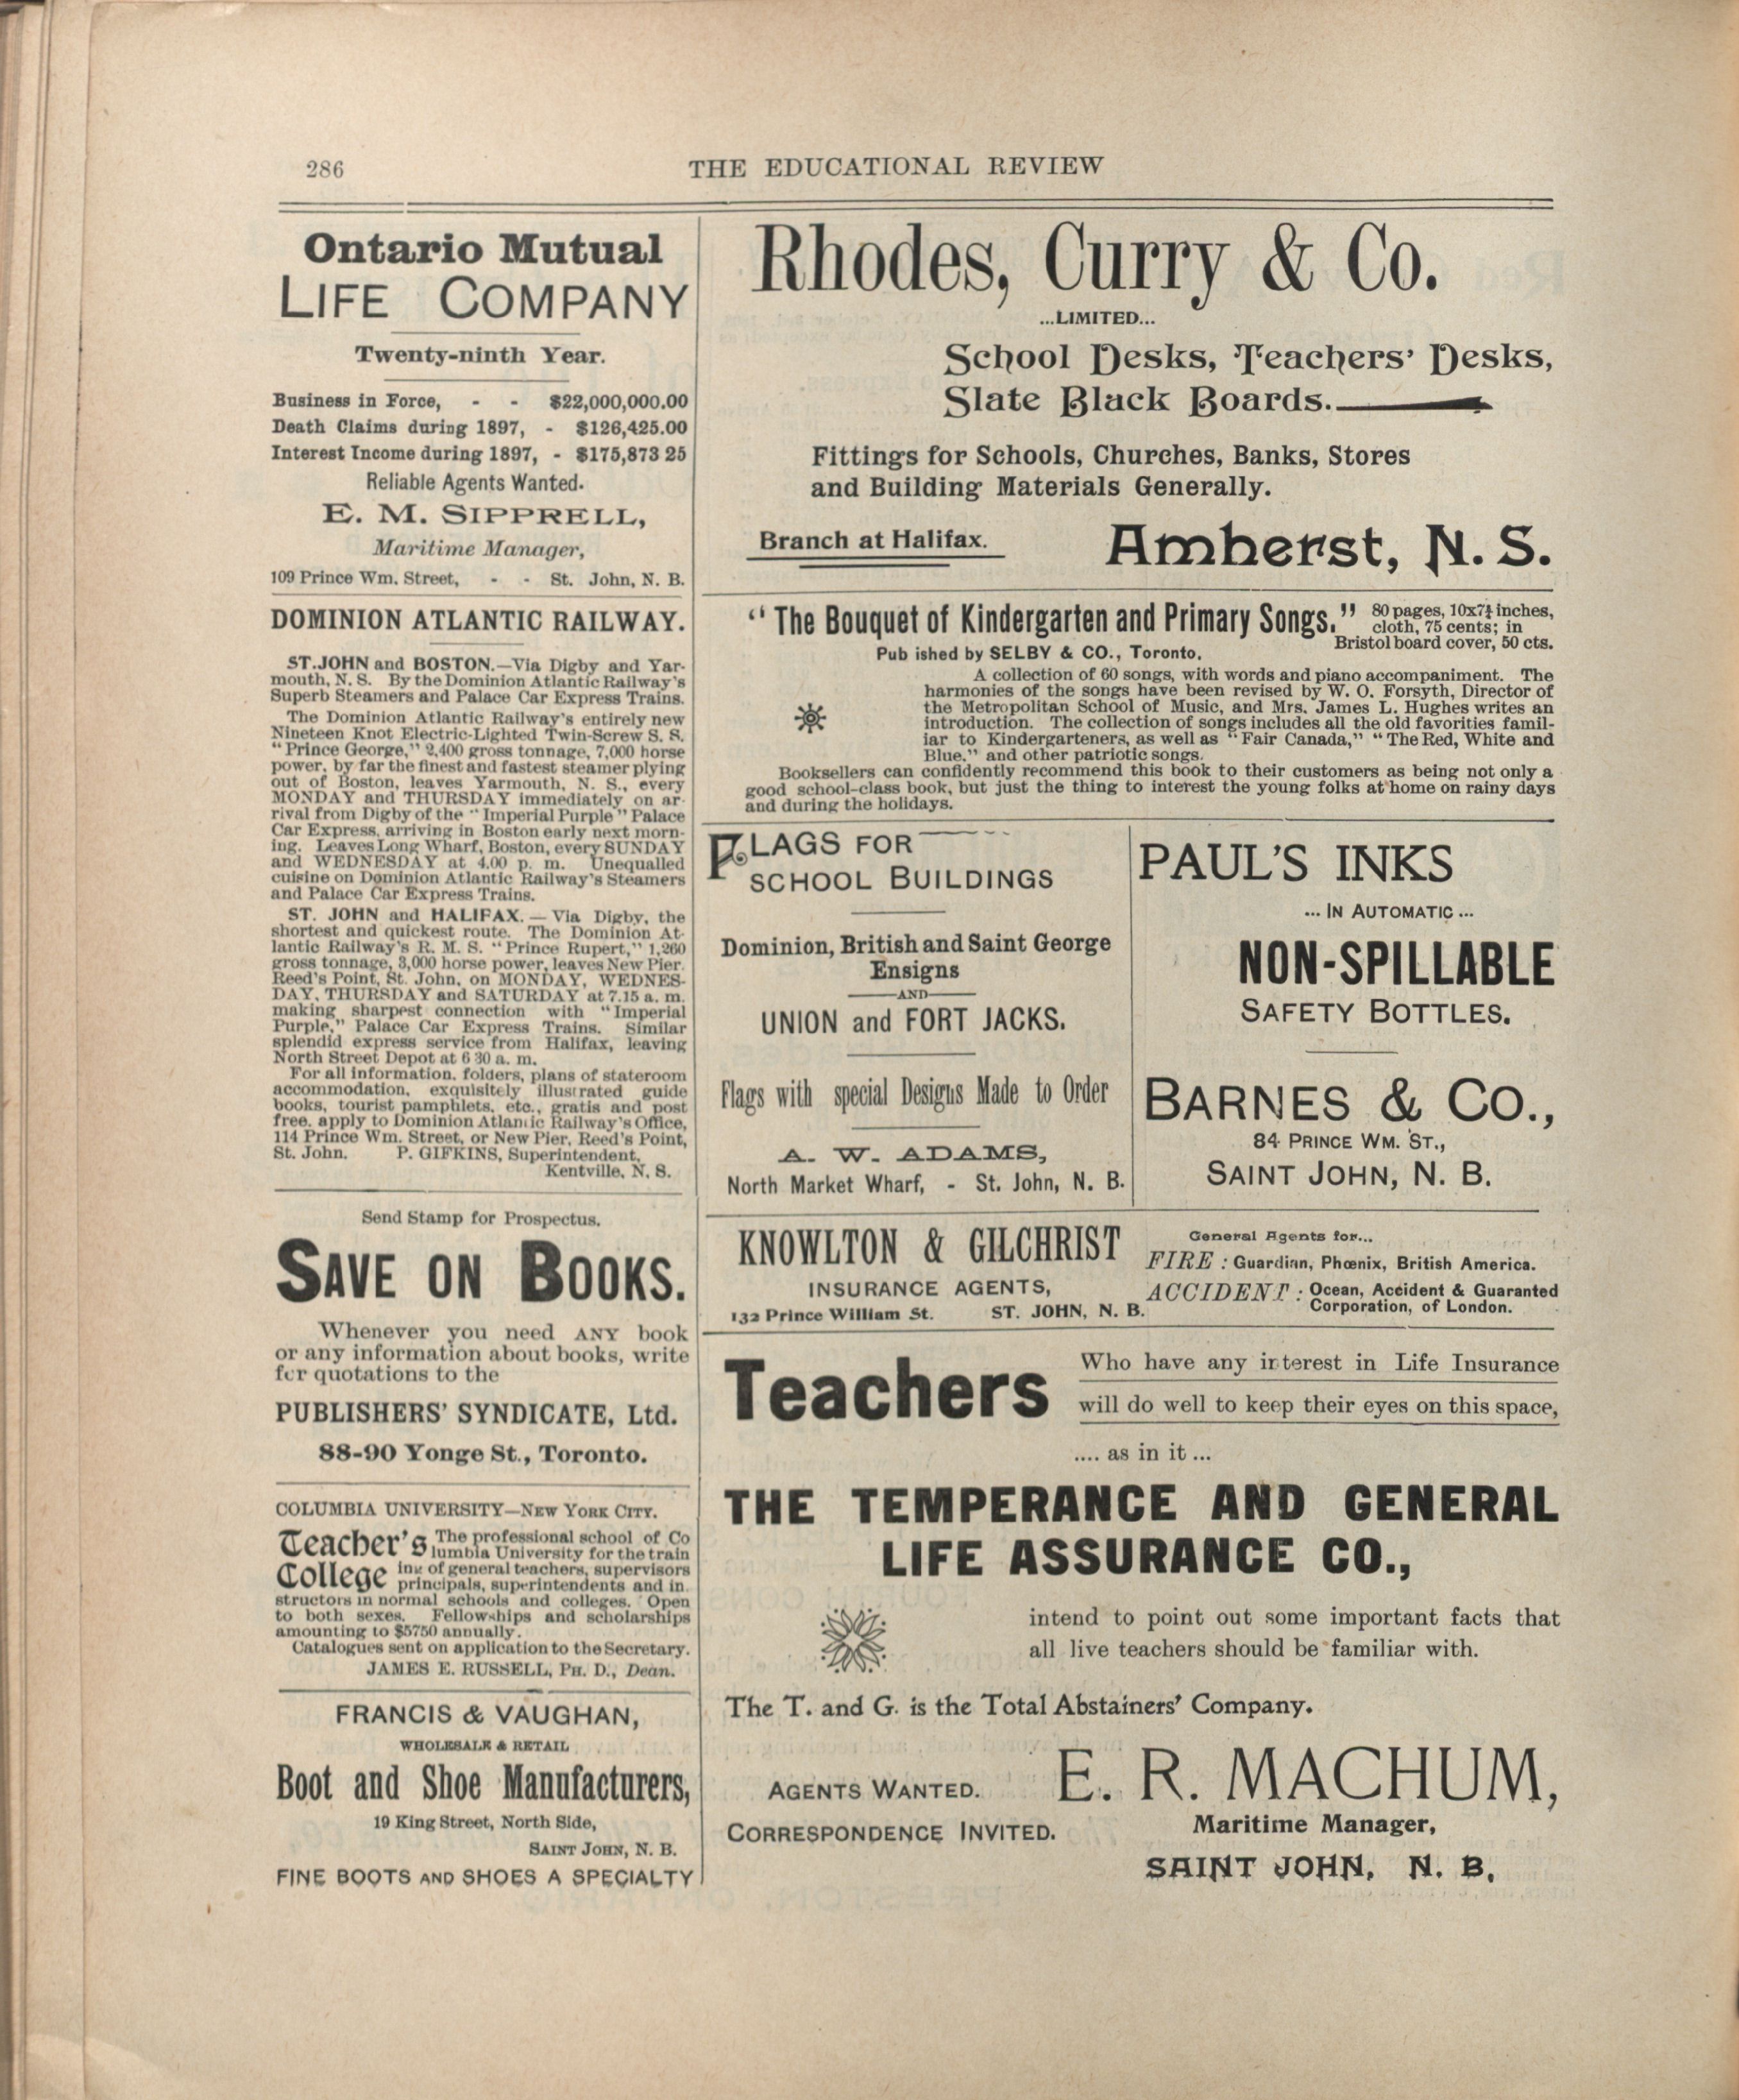 286
THE EDUCATIONAL REVIEW
Ontario Mutual
LIFE COMPANY
Twenty-ninth Year.
Business in Force, - - $22,000,000.00
Death Claims during 1897, - $126,425.00
Interest Income during 1897, - $175,873 25
Reliable Agents Wanted.
E. M. SIPPRELL,
Maritime Manager,
109 Prince Wm. Street, - - St. John, N. B.
DOMINION ATLANTIC RAILWAY.
ST. JOHN and BOSTON.—Via Digby and Yar-
mouth, N. S. By the Dominion Atlantic Railway's
Superb Steamers and Palace Car Express Trains.
The Dominion Atlantic Railway's entirely new
Nineteen Knot Electric-Lighted Twin-Screw S. S.
"Prince George," 2,400 gross tonnage, 7,000 horse
power, by far the finest and fastest steamer plying
out of Boston, leaves Yarmouth, N. S., every
MONDAY and THURSDAY immediately on ar-
rival from Digby of the "Imperial Purple" Palace
Car Express, arriving in Boston early next morn-
ing. Leaves Long Wharf, Boston, every SUNDAY
and WEDNESDAY at 4.00 p. m. Unequalled
cuisine on Dominion Atlantic Railway's Steamers
and Palace Car Express Trains.
ST. JOHN and HALIFAX.—Via Digby, the
shortest and quickest route. The Dominion At-
lantic Railway's R. M. S. "Prince Rupert," 1,260
gross tonnage, 3,000 horse power, leaves New Pier.
Reed's Point, St. John, on MONDAY, WEDNES-
DAY, THURSDAY and SATURDAY at 7.15 a. m.
making sharpest connection with "Imperial
Purple," Palace Car Express Trains. Similar
splendid express service from Halifax, leaving
North Street Depot at 6 30 a. m.
For all information, folders, plans of stateroom
accommodation, exquisitely illustrated guide
books, tourist pamphlets, etc., gratis and post
free, apply to Dominion Atlantic Railway's Office,
114 Prince Wm. Street, or New Pier, Reed's Point,
St. John. P. GIFKINS, Superintendent,
Kentville, N. S.
Send Stamp for Prospectus.
SAVE ON BOOKS.
Whenever you need ANY book
or any information about books, write
for quotations to the
PUBLISHERS' SYNDICATE, Ltd.
88-90 Yonge St., Toronto.
COLUMBIA UNIVERSITY—NEW YORK CITY.
Teacher's The professional school of Co
lumbia University for the train
College ing of general teachers, supervisors
principals, superintendents and in
structors in normal schools and colleges. Open
to both sexes. Fellowships and scholarships
amounting to $5750 annually.
Catalogues sent on application to the Secretary.
JAMES E. RUSSELL, PH. D., Dean.
FRANCIS & VAUGHAN,
WHOLESALE & RETAIL
Boot and Shoe Manufacturers,
19 King Street, North Side,
SAINT JOHN, N. B.
FINE BOOTS AND SHOES A SPECIALTY
Rhodes, Curry & Co.
...LIMITED...
School Desks, Teachers' Desks,
Slate Black Boards.
Fittings for Schools, Churches, Banks, Stores
and Building Materials Generally.
Branch at Halifax.
Amherst, N. S.
"The Bouquet of Kindergarten and Primary Songs." 80 pages, 10x7¼ inches,
cloth, 75 cents; in
Bristol board cover, 50 cts.
Pub ished by SELBY & CO., Toronto.
A collection of 60 songs, with words and piano accompaniment. The
harmonies of the songs have been revised by W. O. Forsyth, Director of
the Metropolitan School of Music, and Mrs. James L. Hughes writes an
introduction. The collection of songs includes all the old favorities famil-
iar to Kindergarteners, as well as "Fair Canada," "The Red, White and
Blue," and other patriotic songs.
Booksellers can confidently recommend this book to their customers as being not only a
good school-class book, but just the thing to interest the young folks at home on rainy days
and during the holidays.
FLAGS FOR
SCHOOL BUILDINGS
Dominion, British and Saint George
Ensigns
AND
UNION and FORT JACKS.
Flags with special Designs Made to Order
A. W. ADAMS,
North Market Wharf, - St. John, N. B.
PAUL'S INKS
... IN AUTOMATIC ...
NON-SPILLABLE
SAFETY BOTTLES.
BARNES & CO.,
84 PRINCE WM. ST.,
SAINT JOHN, N. B.
KNOWLTON & GILCHRIST
INSURANCE AGENTS,
132 Prince William St. ST. JOHN, N. B.
General Agents for...
FIRE : Guardian, Phœnix, British America.
ACCIDENT : Ocean, Accident & Guaranted
Corporation, of London.
Teachers
Who have any interest in Life Insurance
will do well to keep their eyes on this space,
.... as in it ...
THE TEMPERANCE AND GENERAL
LIFE ASSURANCE CO.,
intend to point out some important facts that
all live teachers should be familiar with.
The T. and G. is the Total Abstainers' Company.
AGENTS WANTED.
CORRESPONDENCE INVITED.
E. R. MACHUM,
Maritime Manager,
SAINT JOHN, N. B.